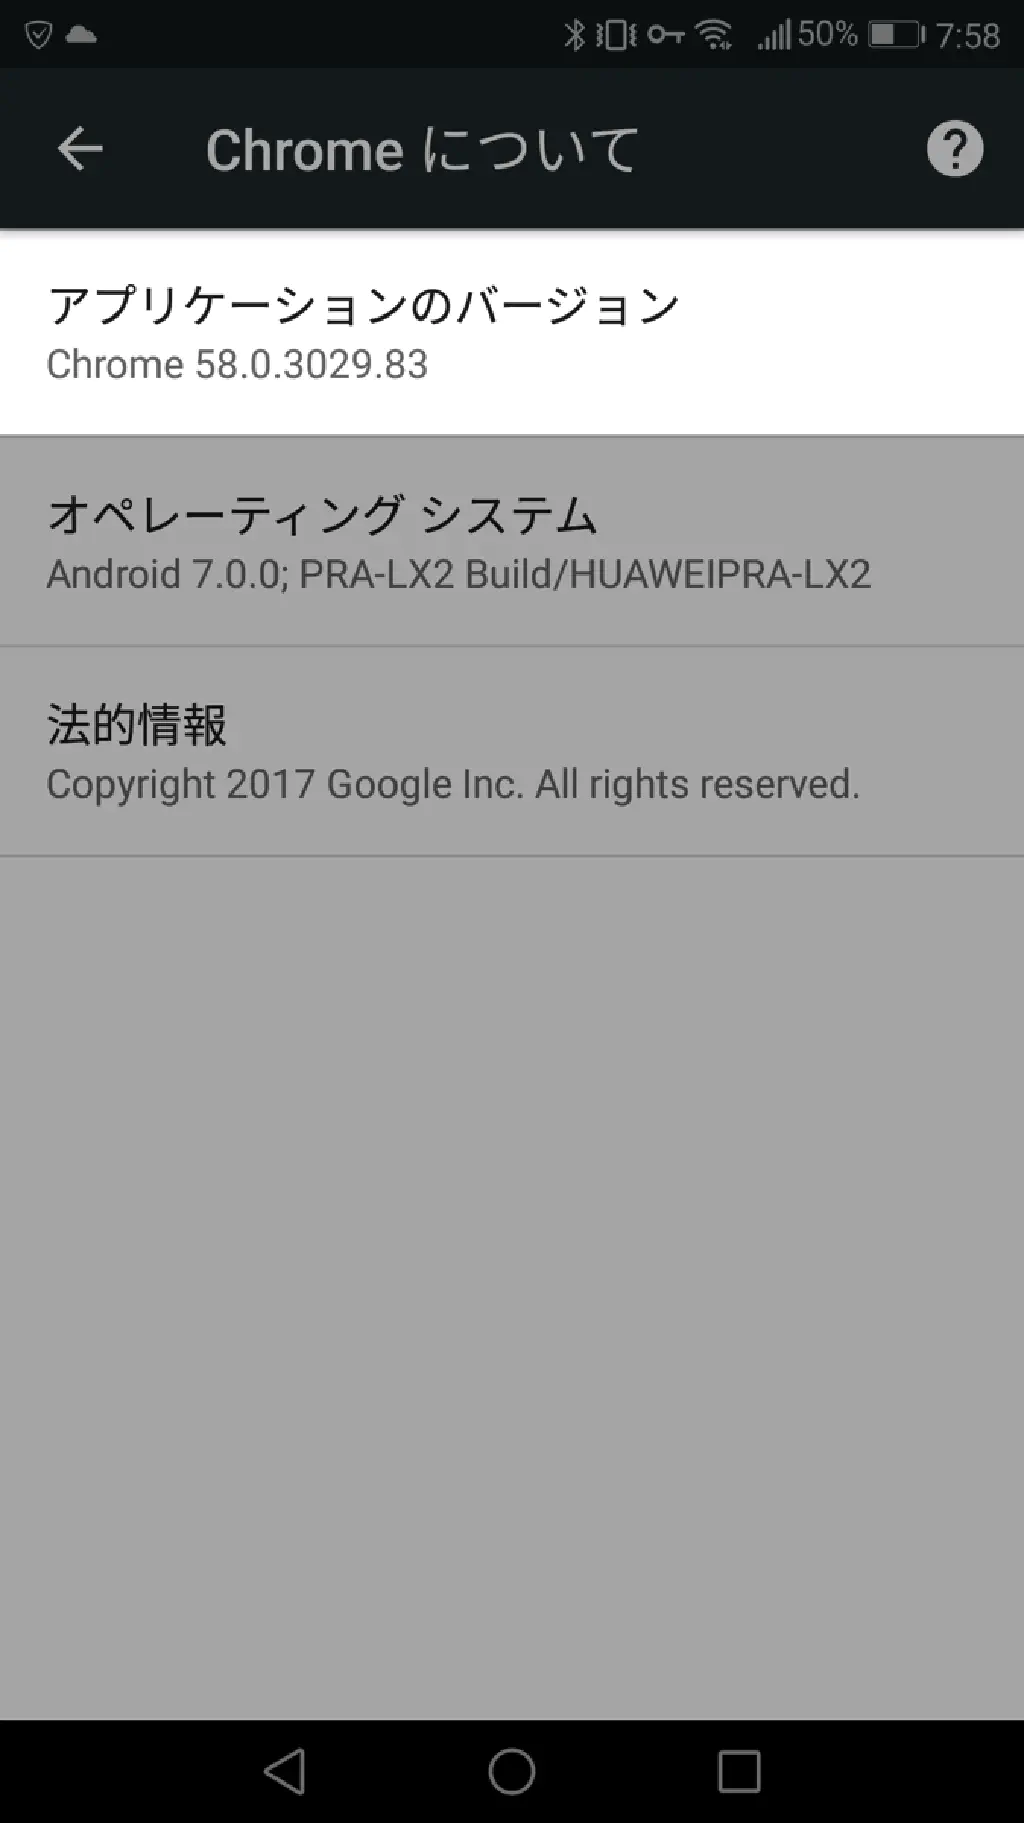 50% 7:58
Chrome について
アプリケーションのバージョン
Chrome 58.0.3029.83
オペレーティング システム
Android 7.0.0; PRA-LX2 Build/HUAWEIPRA-LX2
法的情報
Copyright 2017 Google Inc. All rights reserved.